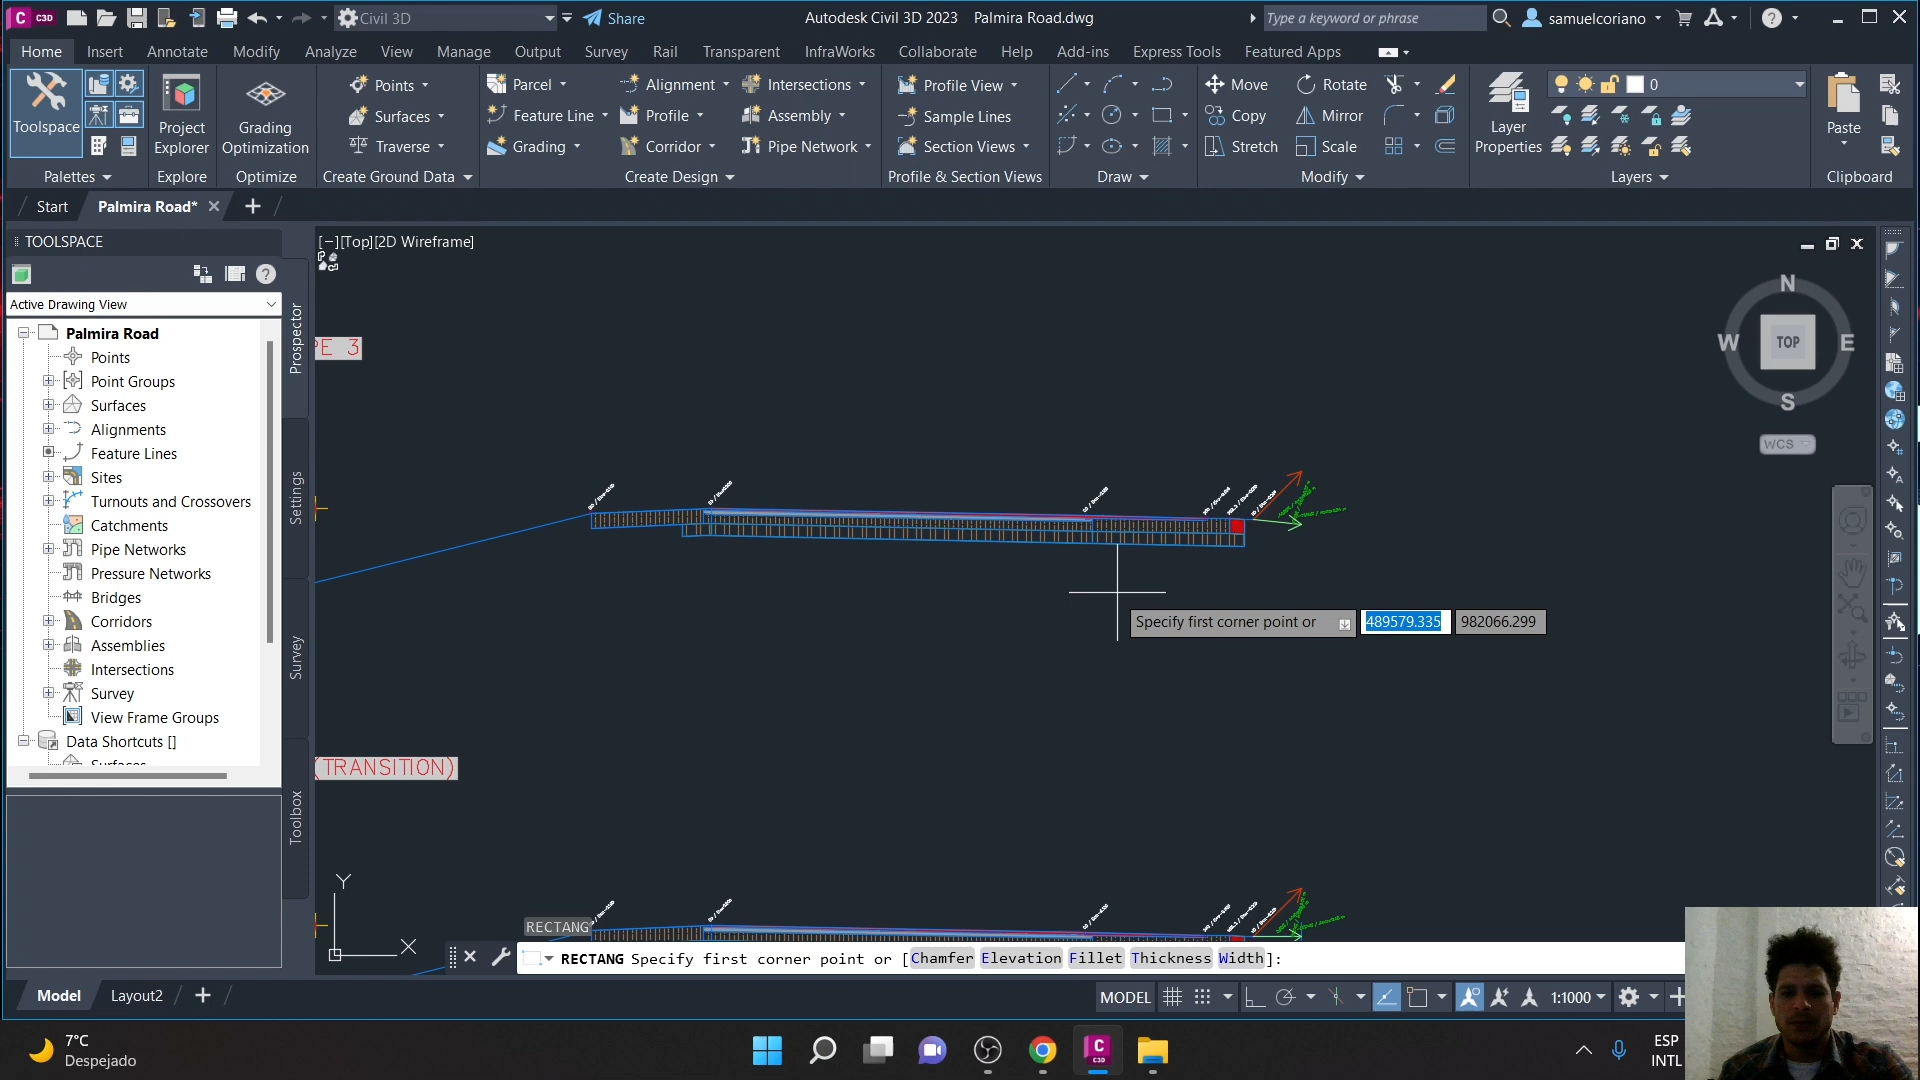 C3D
Civil 3D
Share
Autodesk Civil 3D 2023 Palmira Road.dwg
Type a keyword or phrase
samuelcoriano
Home Insert Annotate Modify Analyze View Manage Output Survey Rail Transparent InfraWorks Collaborate Help Add-ins Express Tools Featured Apps
Toolspace
Project Explorer
Grading Optimization
Points
Surfaces
Traverse
Parcel
Feature Line
Grading
Alignment
Profile
Corridor
Intersections
Assembly
Pipe Network
Profile View
Sample Lines
Section Views
Move
Copy
Stretch
Rotate
Mirror
Scale
Layer Properties
0
Paste
Palettes
Explore
Optimize
Create Ground Data
Create Design
Profile & Section Views
Draw
Modify
Layers
Clipboard
Start
Palmira Road*
TOOLSPACE
Active Drawing View
Palmira Road
Points
Point Groups
Surfaces
Alignments
Feature Lines
Sites
Turnouts and Crossovers
Catchments
Pipe Networks
Pressure Networks
Bridges
Corridors
Assemblies
Intersections
Survey
View Frame Groups
Data Shortcuts []
Surfaces
Prospector
Settings
Survey
Toolbox
[−][Top][2D Wireframe]
PE 3
(TRANSITION)
N
W
TOP
E
S
WCS
Specify first corner point or 489579.335 982066.299
Y
X
RECTANG
RECTANG Specify first corner point or [Chamfer Elevation Fillet Thickness Width]:
Model
Layout2
MODEL
1:1000
7°C
Despejado
C3D
ESP
INTL